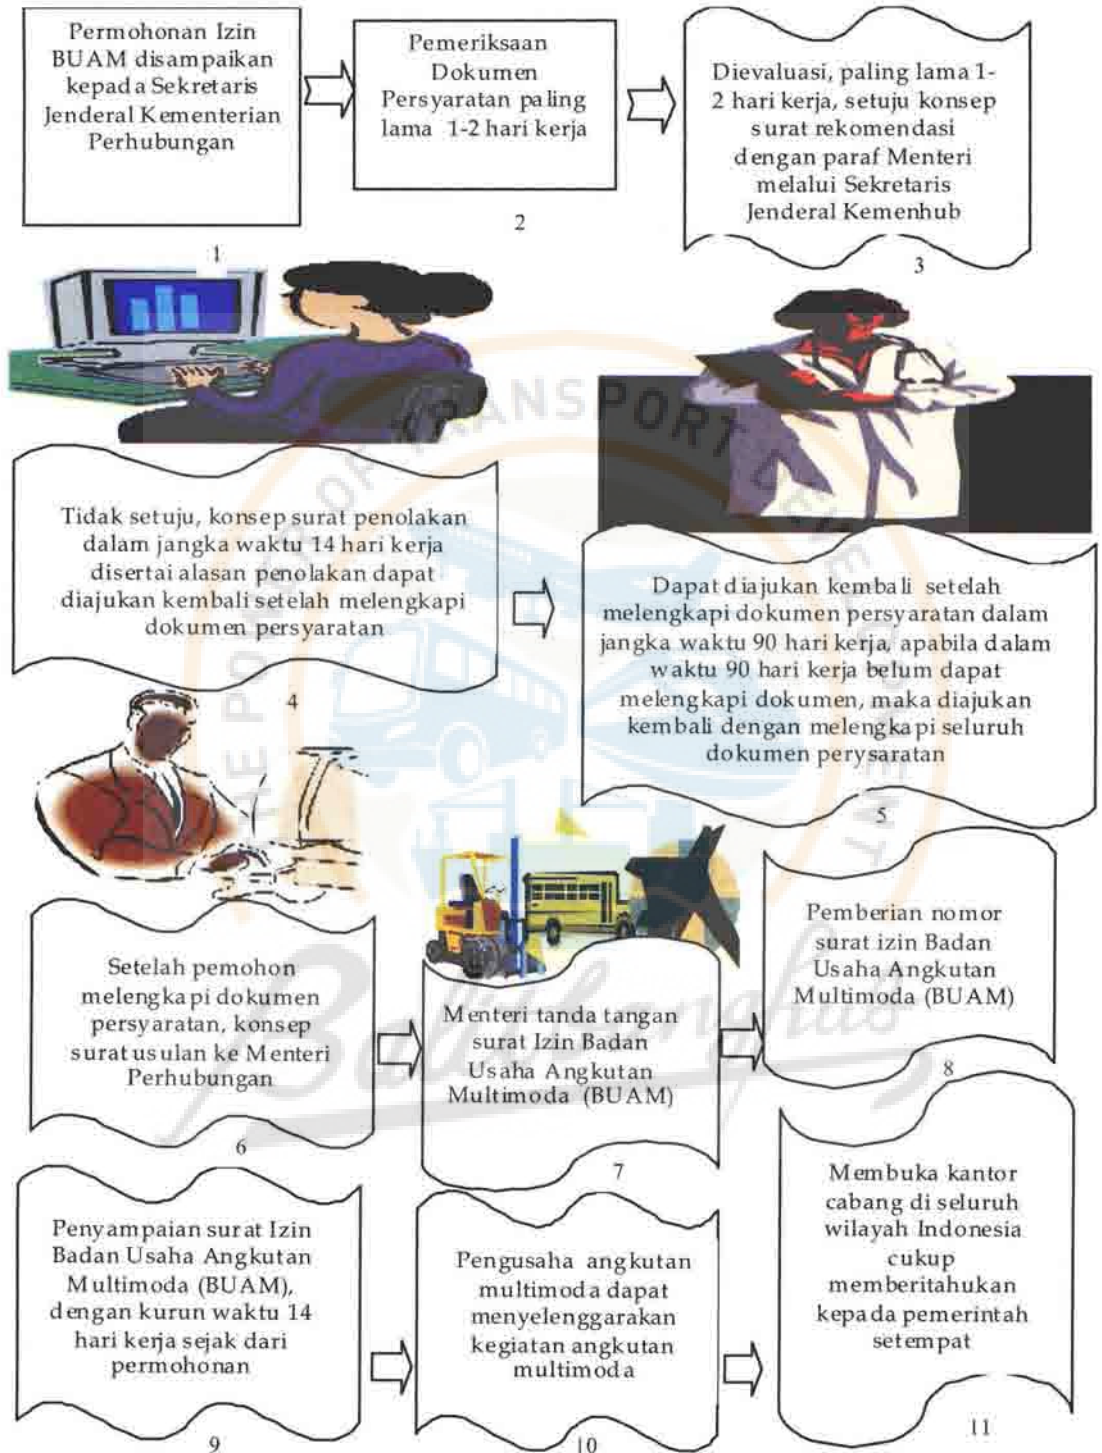 Permohonan Izin
BUAM disampaikan
kepada Sekretaris
Jenderal Kementerian
Perhubungan
1
Pemeriksaan
Dokumen
Persyaratan paling
lama 1-2 hari kerja
2
Dievaluasi, paling lama 1-
2 hari kerja, setuju konsep
surat rekomendasi
dengan paraf Menteri
melalui Sekretaris
Jenderal Kemenhub
3
Tidak setuju, konsep surat penolakan
dalam jangka waktu 14 hari kerja
disertai alasan penolakan dapat
diajukan kembali setelah melengkapi
dokumen persyaratan
4
Dapat diajukan kembali setelah
melengkapi dokumen persyaratan dalam
jangka waktu 90 hari kerja, apabila dalam
waktu 90 hari kerja belum dapat
melengkapi dokumen, maka diajukan
kembali dengan melengkapi seluruh
dokumen perysaratan
5
Setelah pemohon
melengkapi dokumen
persyaratan, konsep
surat usulan ke Menteri
Perhubungan
6
Menteri tanda tangan
surat Izin Badan
Usaha Angkutan
Multimoda (BUAM)
7
Pemberian nomor
surat izin Badan
Usaha Angkutan
Multimoda (BUAM)
8
Penyampaian surat Izin
Badan Usaha Angkutan
Multimoda (BUAM),
dengan kurun waktu 14
hari kerja sejak dari
permohonan
9
Pengusaha angkutan
multimoda dapat
menyelenggarakan
kegiatan angkutan
multimoda
10
Membuka kantor
cabang di seluruh
wilayah Indonesia
cukup
memberitahukan
kepada pemerintah
setempat
11
Balitbanghub